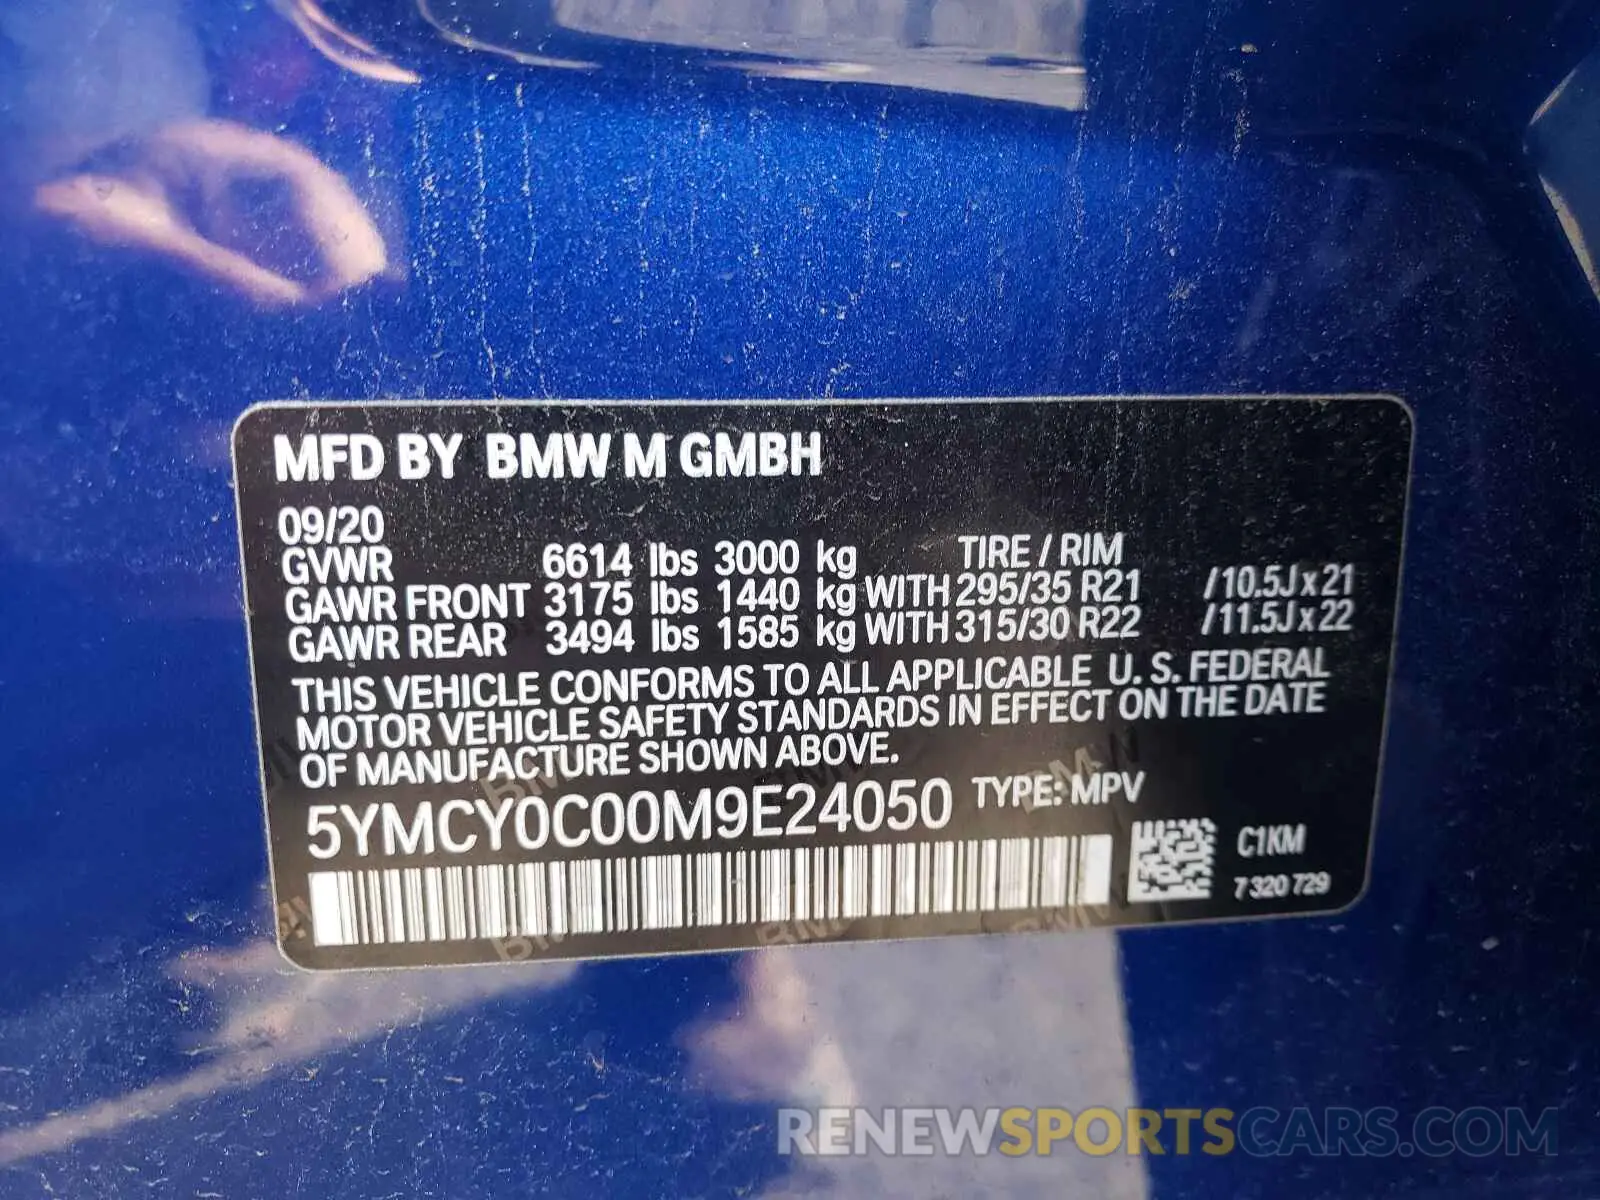 MFD BY BMW M GMBH
09/20
GVWR 6614 lbs 3000 kg TIRE / RIM
GAWR FRONT 3175 lbs 1440 kg WITH 295/35 R21 /10.5J x 21
GAWR REAR 3494 lbs 1585 kg WITH 315/30 R22 /11.5J x 22
THIS VEHICLE CONFORMS TO ALL APPLICABLE U. S. FEDERAL
MOTOR VEHICLE SAFETY STANDARDS IN EFFECT ON THE DATE
OF MANUFACTURE SHOWN ABOVE.
5YMCY0C00M9E24050 TYPE: MPV
C1KM
7 320 729
RENEWSPORTSCARS.COM